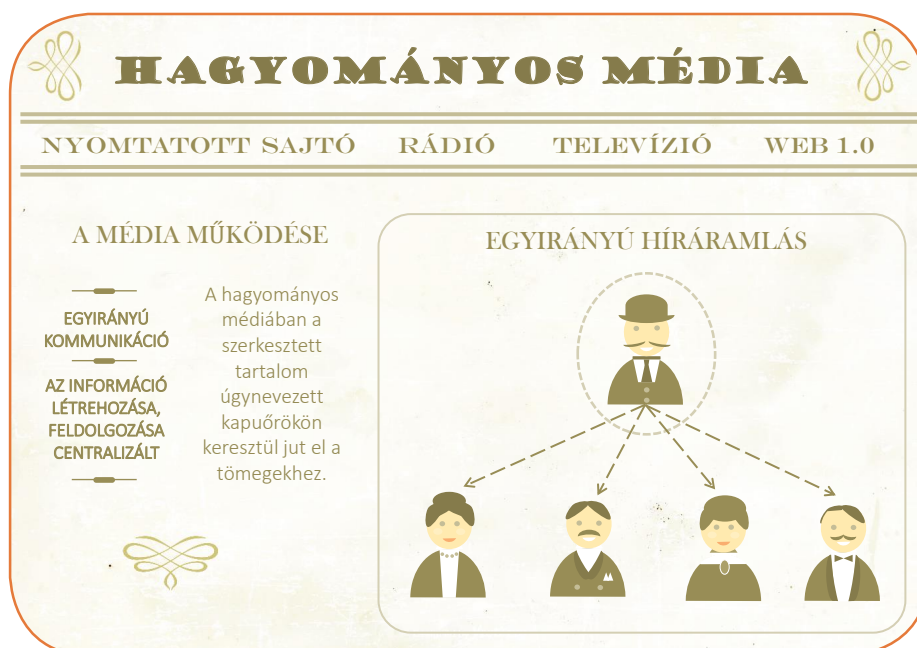 HAGYOMÁNYOS MÉDIA
NYOMTATOTT SAJTÓ RÁDIÓ TELEVÍZIÓ WEB 1.0
A MÉDIA MŰKÖDÉSE
EGYIRÁNYÚ
KOMMUNIKÁCIÓ
AZ INFORMÁCIÓ
LÉTREHOZÁSA,
FELDOLGOZÁSA
CENTRALIZÁLT
A hagyományos
médiában a
szerkesztett
tartalom
úgynevezett
kapuőrökön
keresztül jut el a
tömegekhez.
EGYIRÁNYÚ HÍRÁRAMLÁS